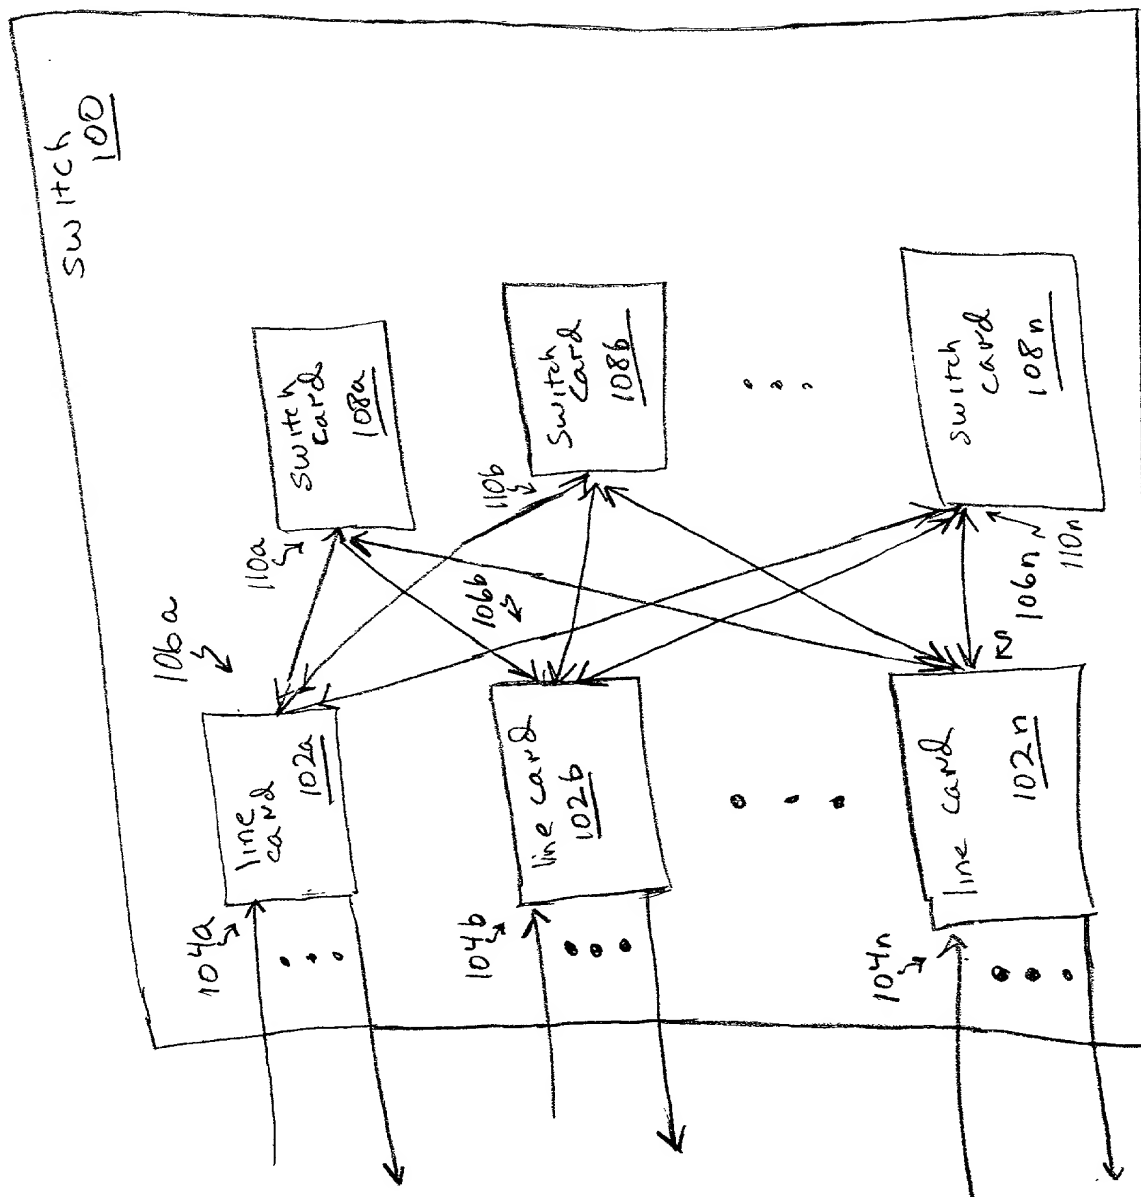 Switch
100
106a
110a
switch
card
108a
104a
line
card
102a
106b
110b
switch
card
108b
104b
line card
102b
106n
110n
switch
card
108n
104n
line card
102n